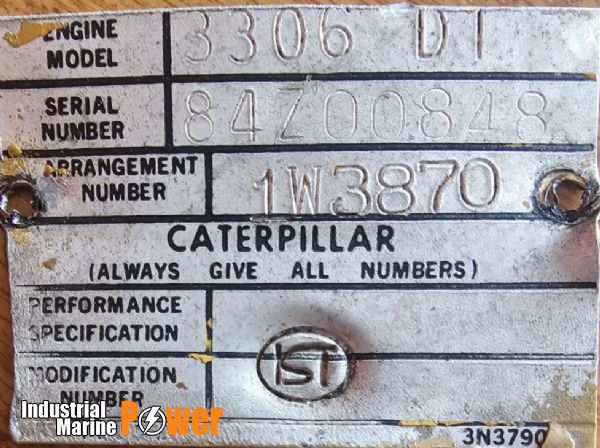 ENGINE MODEL 3306 DT
SERIAL NUMBER 84Z00848
ARRANGEMENT NUMBER 1W3870
CATERPILLAR
(ALWAYS GIVE ALL NUMBERS)
PERFORMANCE SPECIFICATION
IST
MODIFICATION NUMBER
Industrial Marine Power
3N3790